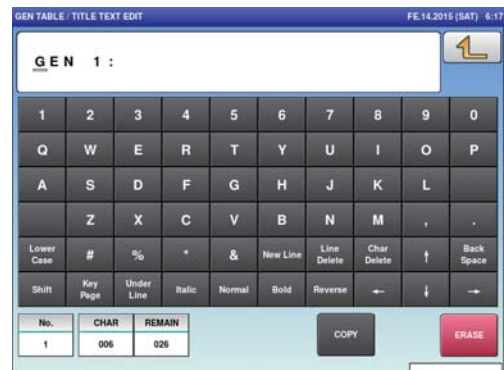 GEN TABLE / TITLE TEXT EDIT FE.14.2015 (SAT) 6:17
GEN 1 :
1 2 3 4 5 6 7 8 9 0
Q W E R T Y U I O P
A S D F G H J K L
Z X C V B N M , .
Lower Case # % * & New Line Line Delete Char Delete ↑ Back Space
Shift Key Page Under Line Italic Normal Bold Reverse ← ↓ →
No. CHAR REMAIN
1 006 026
COPY ERASE